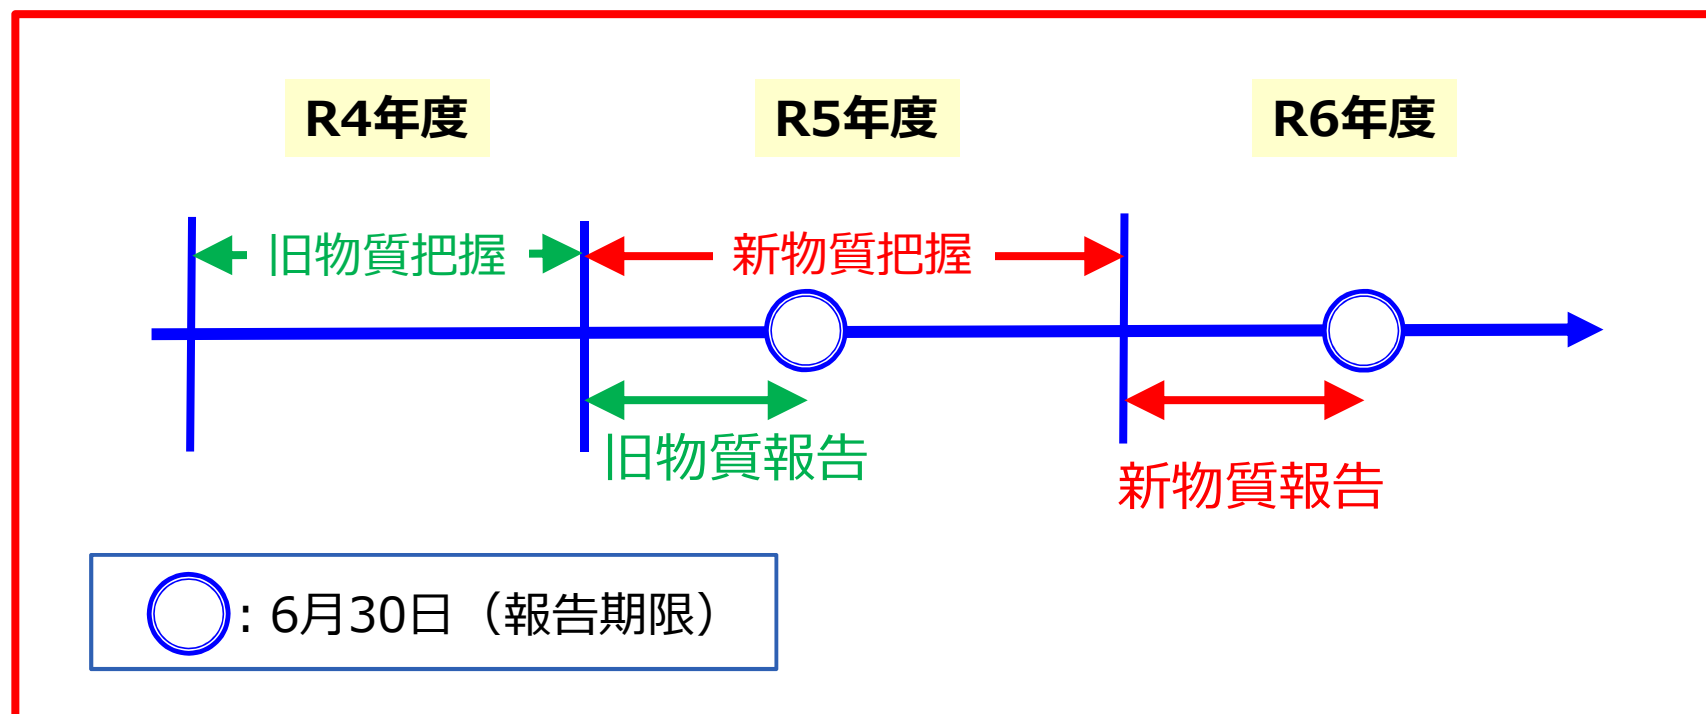 R4年度
R5年度
R6年度
旧物質把握
新物質把握
旧物質報告
新物質報告
：6月30日（報告期限）